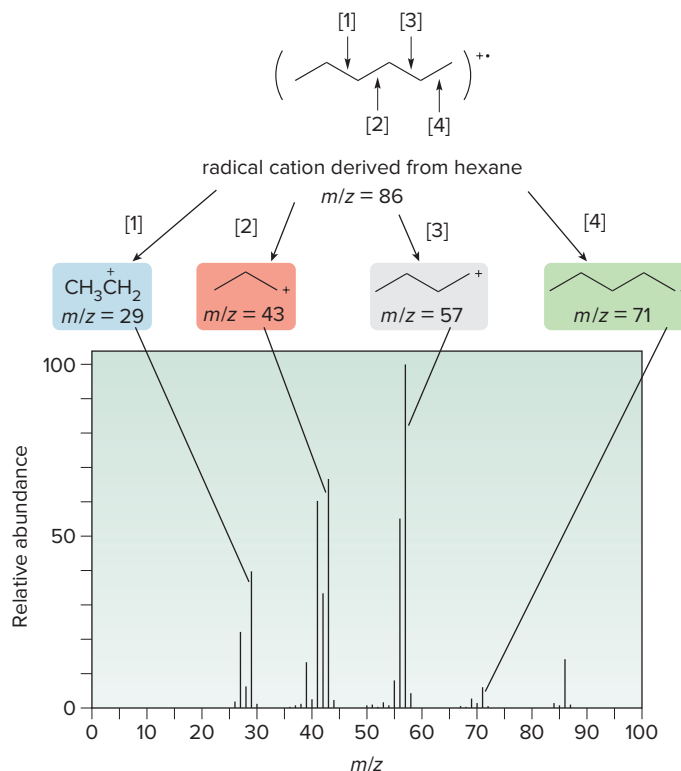 [1] [3]
+•
[2] [4]
radical cation derived from hexane
m/z = 86
[1] [2] [3] [4]
CH3CH2+
m/z = 29
+
m/z = 43
+
m/z = 57
m/z = 71
Relative abundance
100
50
0
0 10 20 30 40 50 60 70 80 90 100
m/z